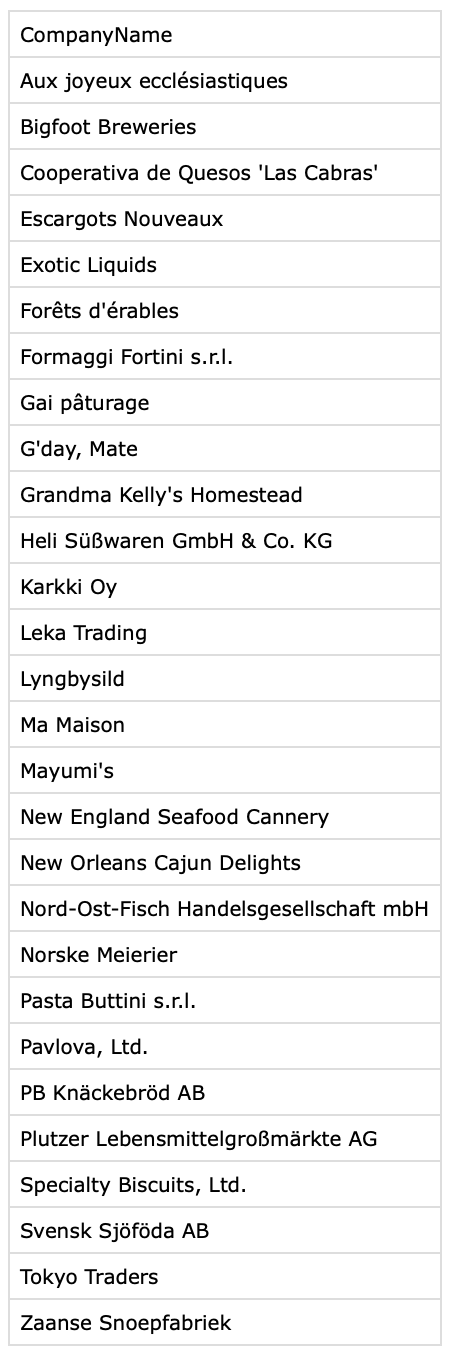 CompanyName
Aux joyeux ecclésiastiques
Bigfoot Breweries
Cooperativa de Quesos 'Las Cabras'
Escargots Nouveaux
Exotic Liquids
Forêts d'érables
Formaggi Fortini s.r.l.
Gai pâturage
G'day, Mate
Grandma Kelly's Homestead
Heli Süßwaren GmbH & Co. KG
Karkki Oy
Leka Trading
Lyngbysild
Ma Maison
Mayumi's
New England Seafood Cannery
New Orleans Cajun Delights
Nord-Ost-Fisch Handelsgesellschaft mbH
Norske Meierier
Pasta Buttini s.r.l.
Pavlova, Ltd.
PB Knäckebröd AB
Plutzer Lebensmittelgroßmärkte AG
Specialty Biscuits, Ltd.
Svensk Sjöföda AB
Tokyo Traders
Zaanse Snoepfabriek